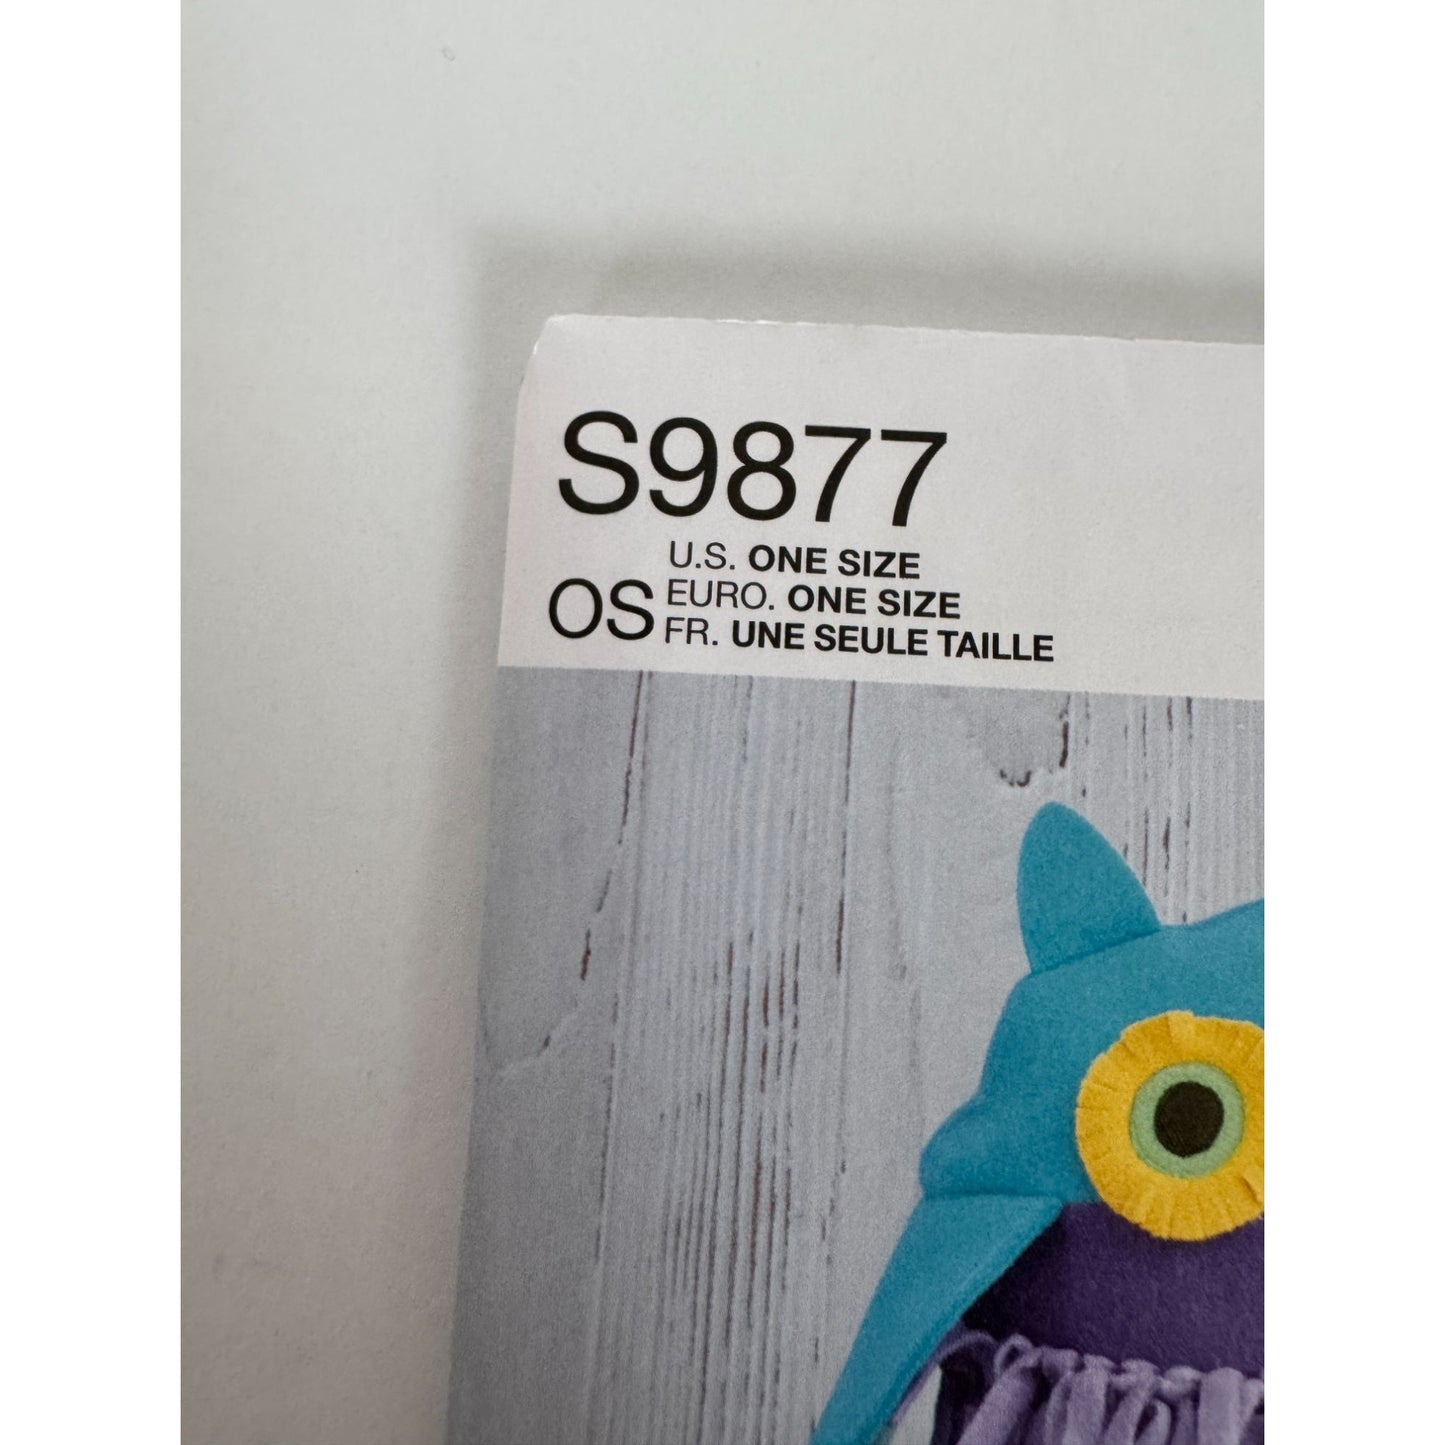 S9877
OS
U.S. ONE SIZE
EURO. ONE SIZE
FR. UNE SEULE TAILLE